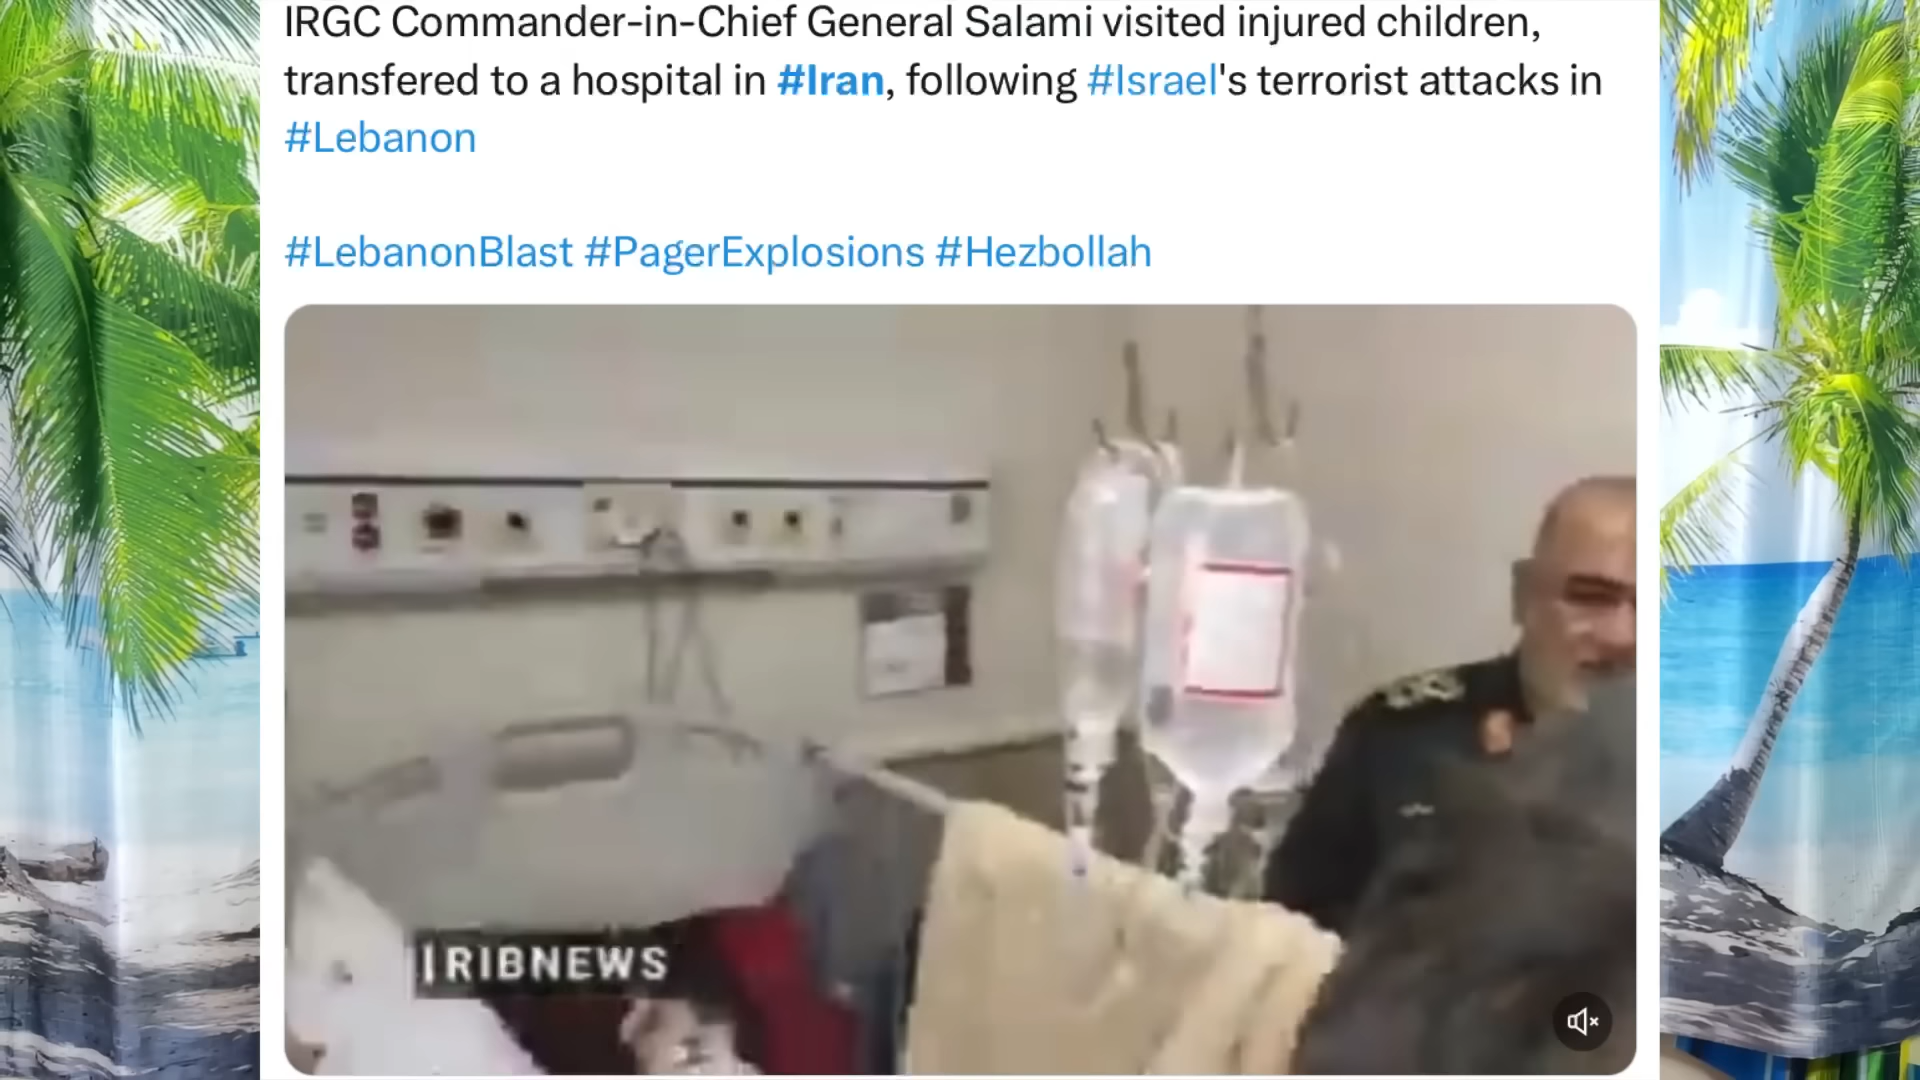 IRGC Commander-in-Chief General Salami visited injured children,
transfered to a hospital in #Iran, following #Israel's terrorist attacks in
#Lebanon
#LebanonBlast #PagerExplosions #Hezbollah
IRIBNEWS